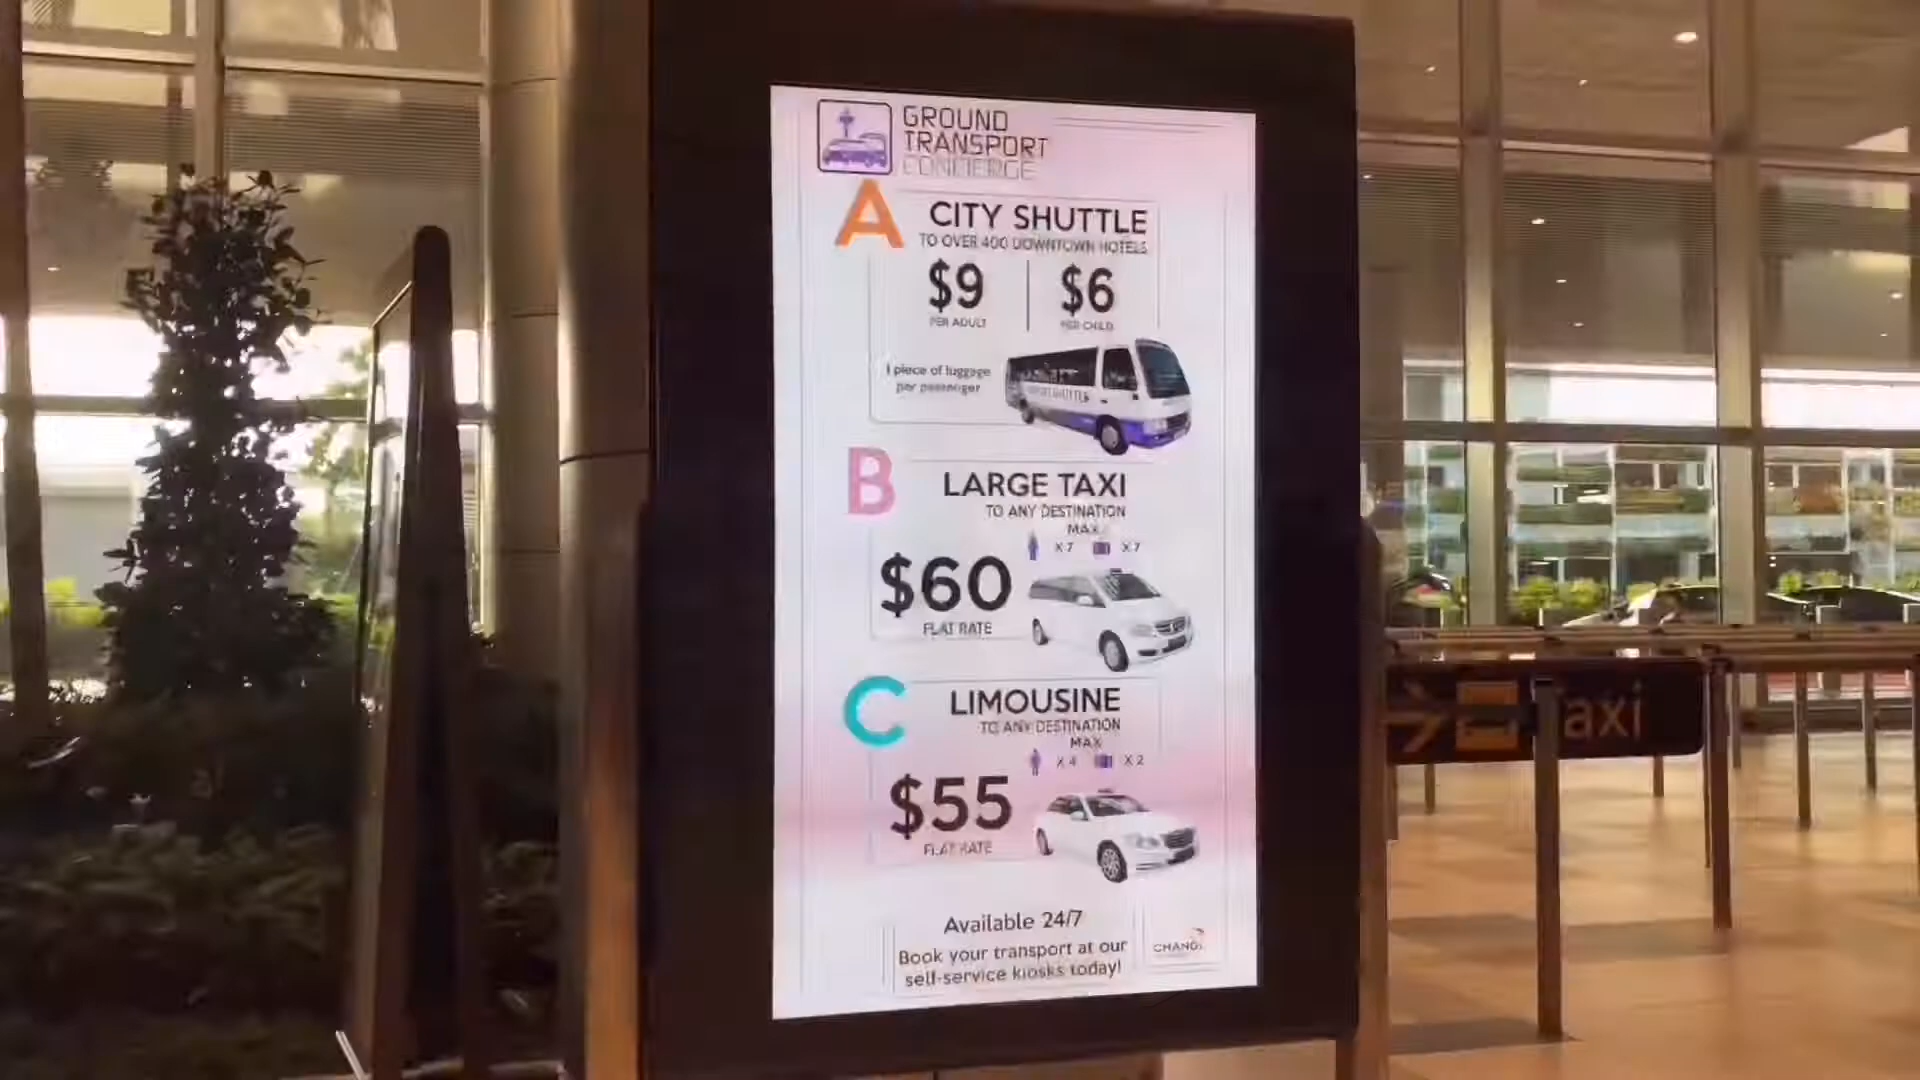 GROUND
TRANSPORT
CONCIERGE
A
CITY SHUTTLE
TO OVER 400 DOWNTOWN HOTELS
$9
$6
PER ADULT
PER CHILD
1 piece of luggage
per passenger
B
LARGE TAXI
TO ANY DESTINATION
MAX
X 7
X 7
$60
FLAT RATE
C
LIMOUSINE
TO ANY DESTINATION
MAX
X 4
X 2
$55
FLAT RATE
Available 24/7
Book your transport at our
self-service kiosks today!
CHANGI
Taxi